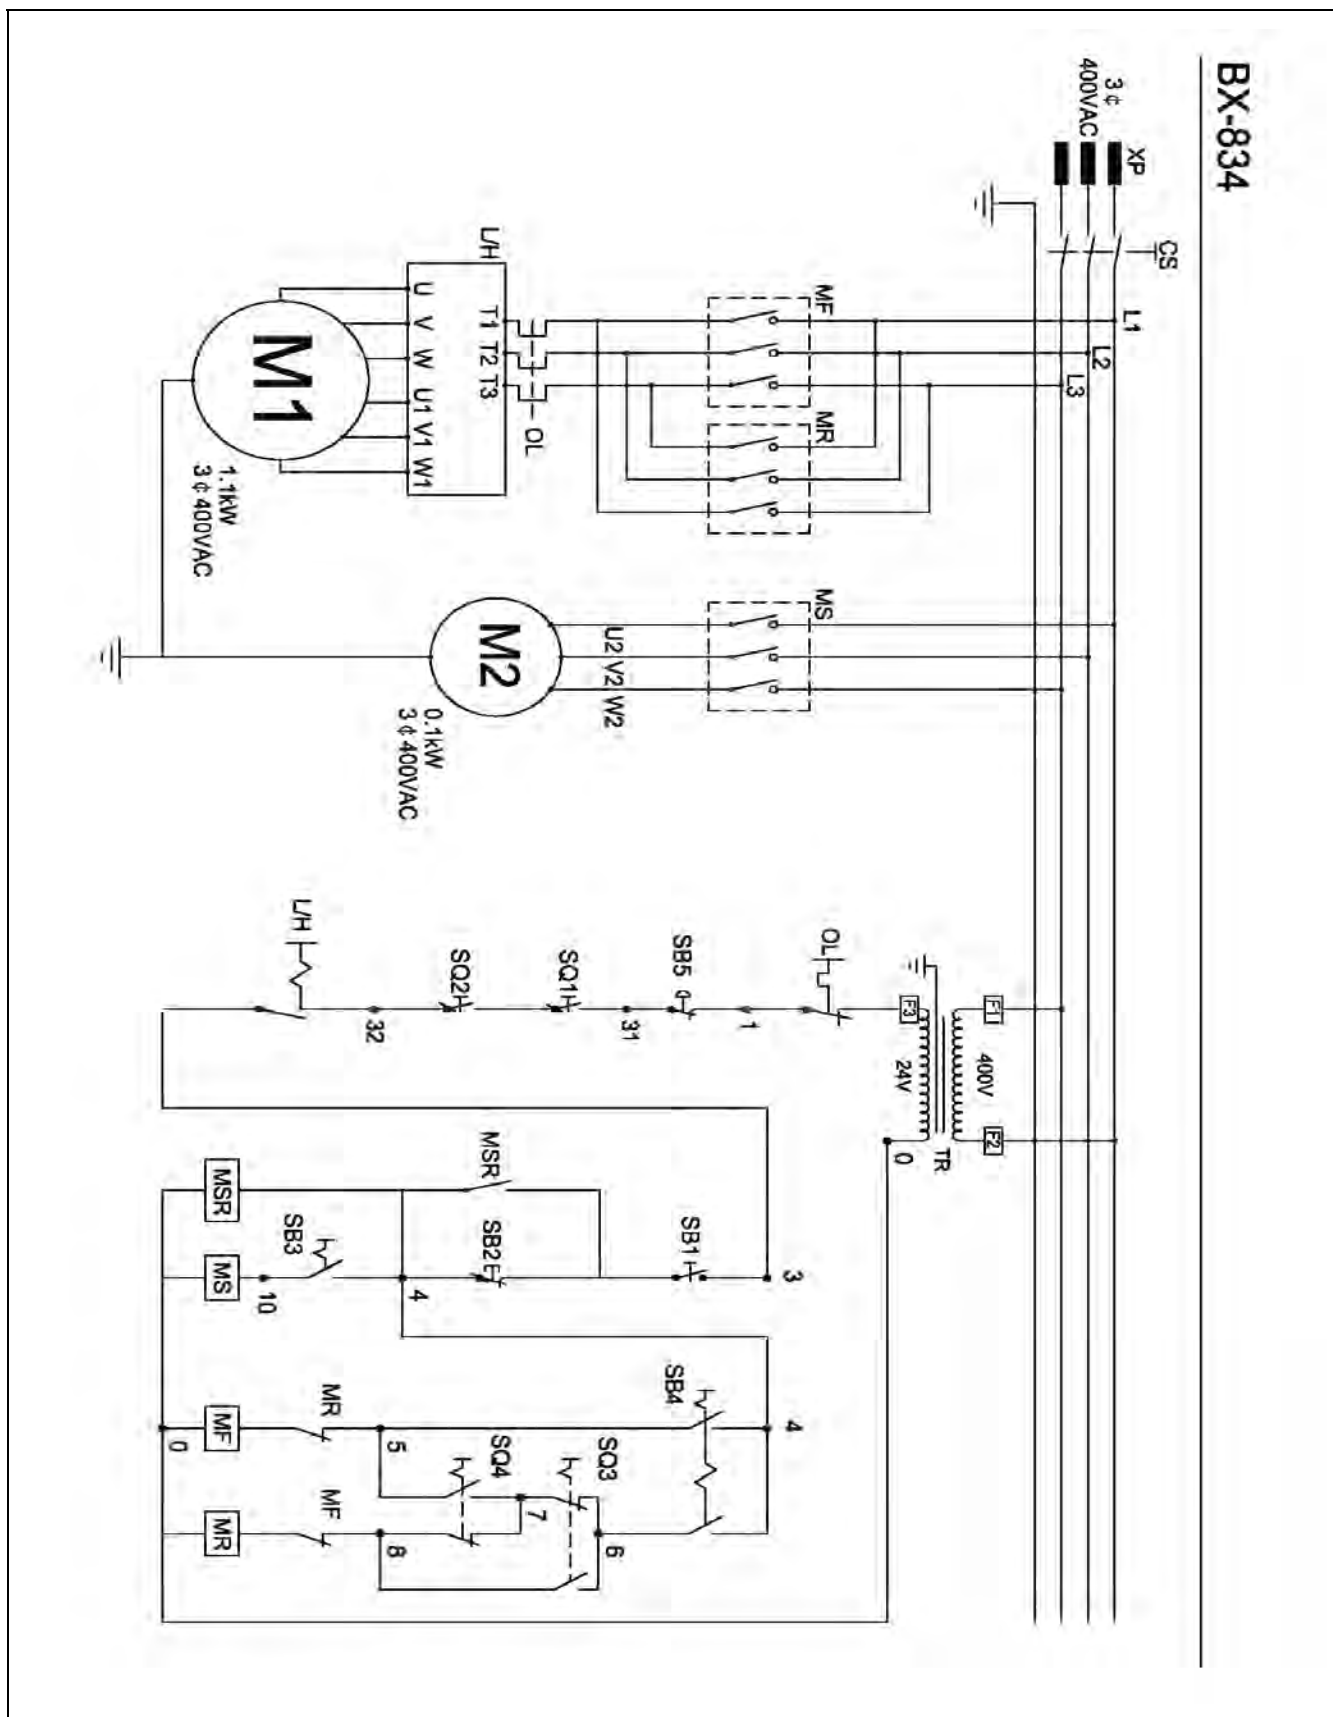 BX-834
3 ¢
400VAC
XP
CS
L1
L2
L3
MF
MR
L/H
T1
T2
T3
OL
U
V
W
U1
V1
W1
M1
1.1kW
3 ¢ 400VAC
MS
U2 V2 W2
M2
0.1kW
3 ¢ 400VAC
F1
400V
F2
F3
24V
TR
0
OL
1
SB5
31
SQ1
SQ2
32
L/H
3
SB1
MSR
SB2
4
SB3
10
MSR
MS
4
SB4
SQ3
6
SQ4
7
5
8
MR
MF
0
MF
MR